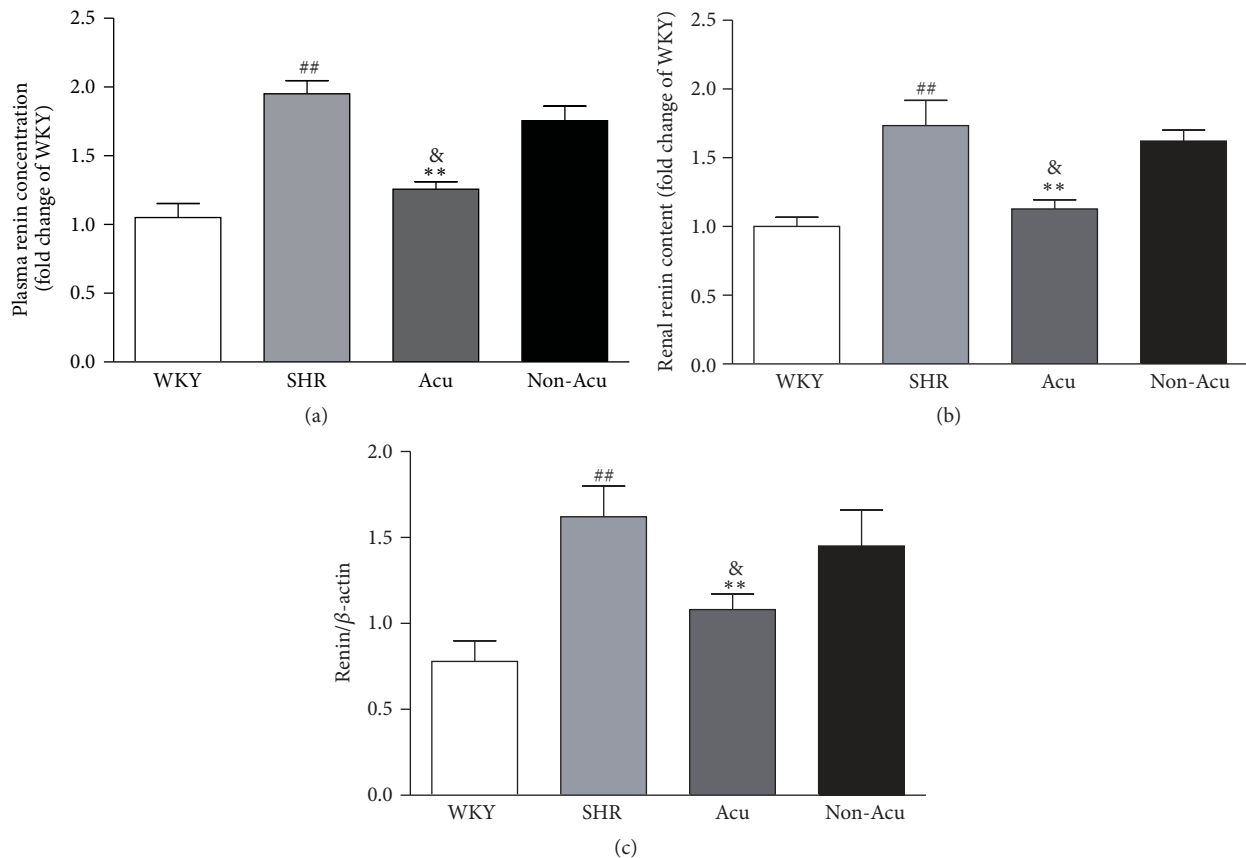 Plasma renin concentration
(fold change of WKY)
2.5
2.0
1.5
1.0
0.5
0.0
##
&
**
WKY SHR Acu Non-Acu
(a)
Renal renin content (fold change of WKY)
2.5
2.0
1.5
1.0
0.5
0.0
##
&
**
WKY SHR Acu Non-Acu
(b)
Renin/β-actin
2.0
1.5
1.0
0.5
0.0
##
&
**
WKY SHR Acu Non-Acu
(c)